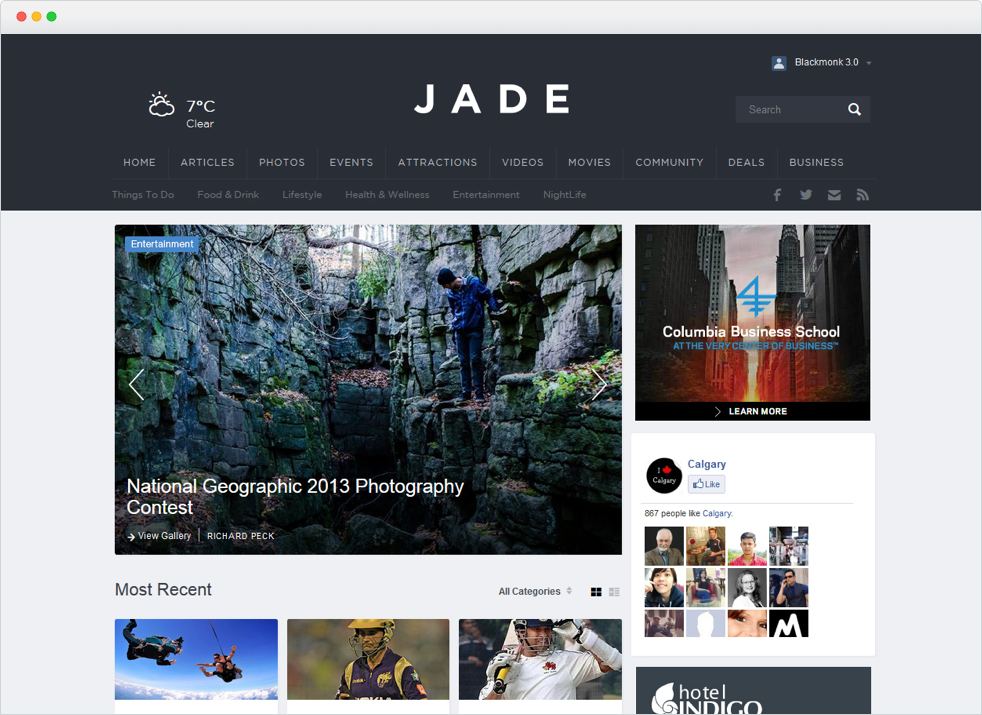 Blackmonk 3.0
7°C
Clear
JADE
Search
HOME ARTICLES PHOTOS EVENTS ATTRACTIONS VIDEOS MOVIES COMMUNITY DEALS BUSINESS
Things To Do Food & Drink Lifestyle Health & Wellness Entertainment NightLife
Entertainment
National Geographic 2013 Photography
Contest
View Gallery RICHARD PECK
Columbia Business School
AT THE VERY CENTER OF BUSINESS™
LEARN MORE
I
Calgary
Calgary
Like
867 people like Calgary.
Most Recent
All Categories
hotel
INDIGO